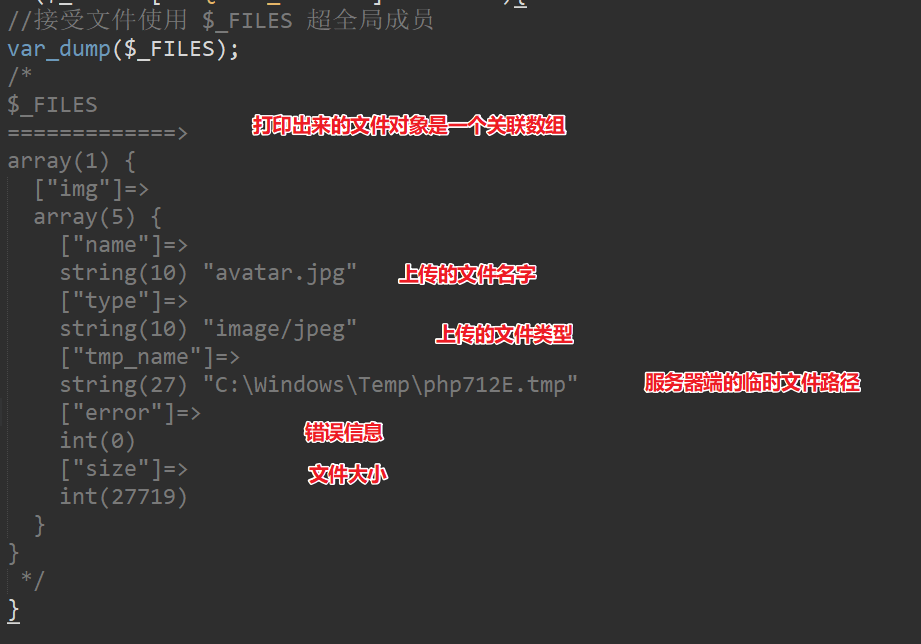 //接受文件使用 $_FILES 超全局成员
var_dump($_FILES);
/*
$_FILES
=============>
打印出来的文件对象是一个关联数组
array(1) {
["img"]=>
array(5) {
["name"]=>
string(10) "avatar.jpg" 上传的文件名字
["type"]=>
string(10) "image/jpeg" 上传的文件类型
["tmp_name"]=>
string(27) "C:\Windows\Temp\php712E.tmp" 服务器端的临时文件路径
["error"]=>
int(0) 错误信息
["size"]=> 文件大小
int(27719)
}
}
*/
}